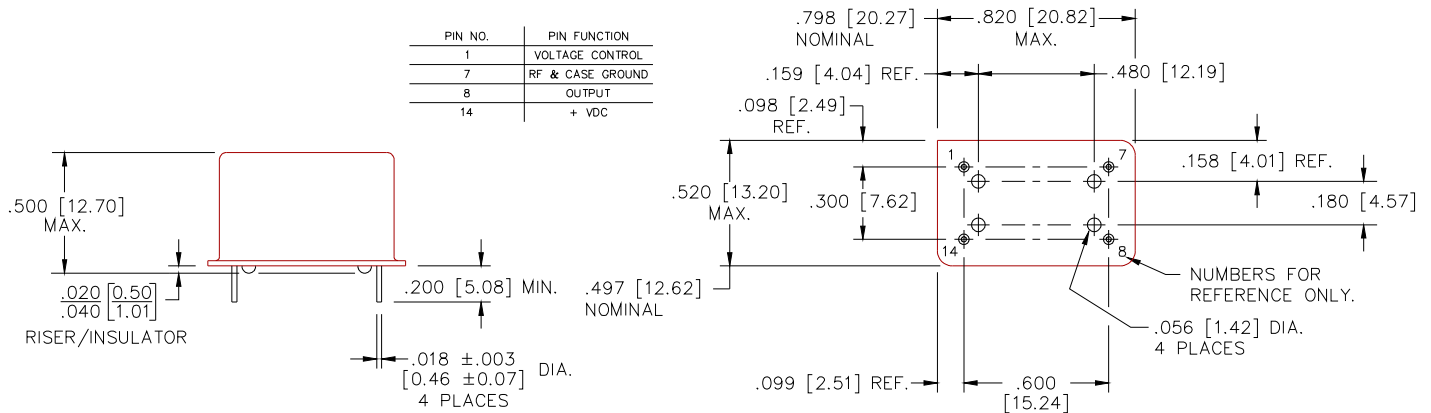 PIN NO. PIN FUNCTION
1 VOLTAGE CONTROL
7 RF & CASE GROUND
8 OUTPUT
14 + VDC
.500 [12.70]
MAX.
.020 [0.50]
.040 [1.01]
RISER/INSULATOR
.200 [5.08] MIN.
.018 ±.003
[0.46 ±0.07]
DIA.
4 PLACES
.798 [20.27]
NOMINAL
.820 [20.82]
MAX.
.159 [4.04] REF.
.480 [12.19]
.098 [2.49]
REF.
1
7
.158 [4.01] REF.
.520 [13.20]
MAX.
.300 [7.62]
.180 [4.57]
14
8
.497 [12.62]
NOMINAL
NUMBERS FOR
REFERENCE ONLY.
.056 [1.42] DIA.
4 PLACES
.099 [2.51] REF.
.600
[15.24]